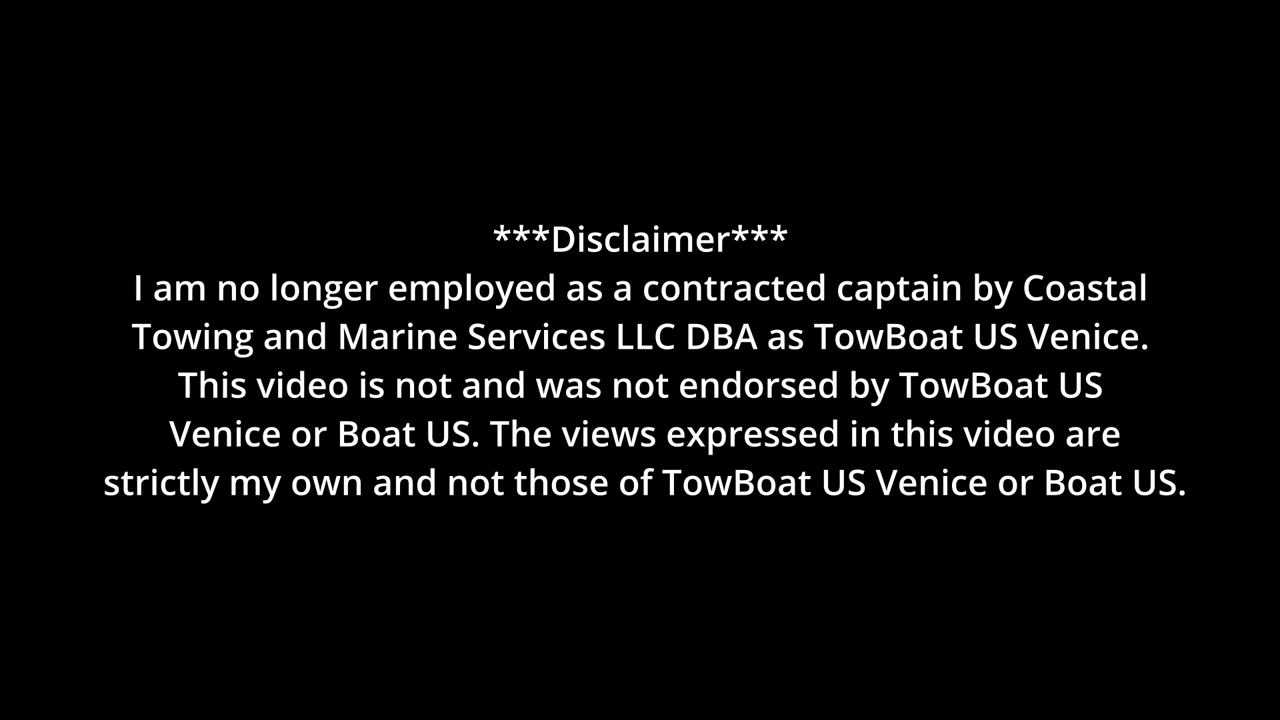 ***Disclaimer***
I am no longer employed as a contracted captain by Coastal
Towing and Marine Services LLC DBA as TowBoat US Venice.
This video is not and was not endorsed by TowBoat US
Venice or Boat US. The views expressed in this video are
strictly my own and not those of TowBoat US Venice or Boat US.